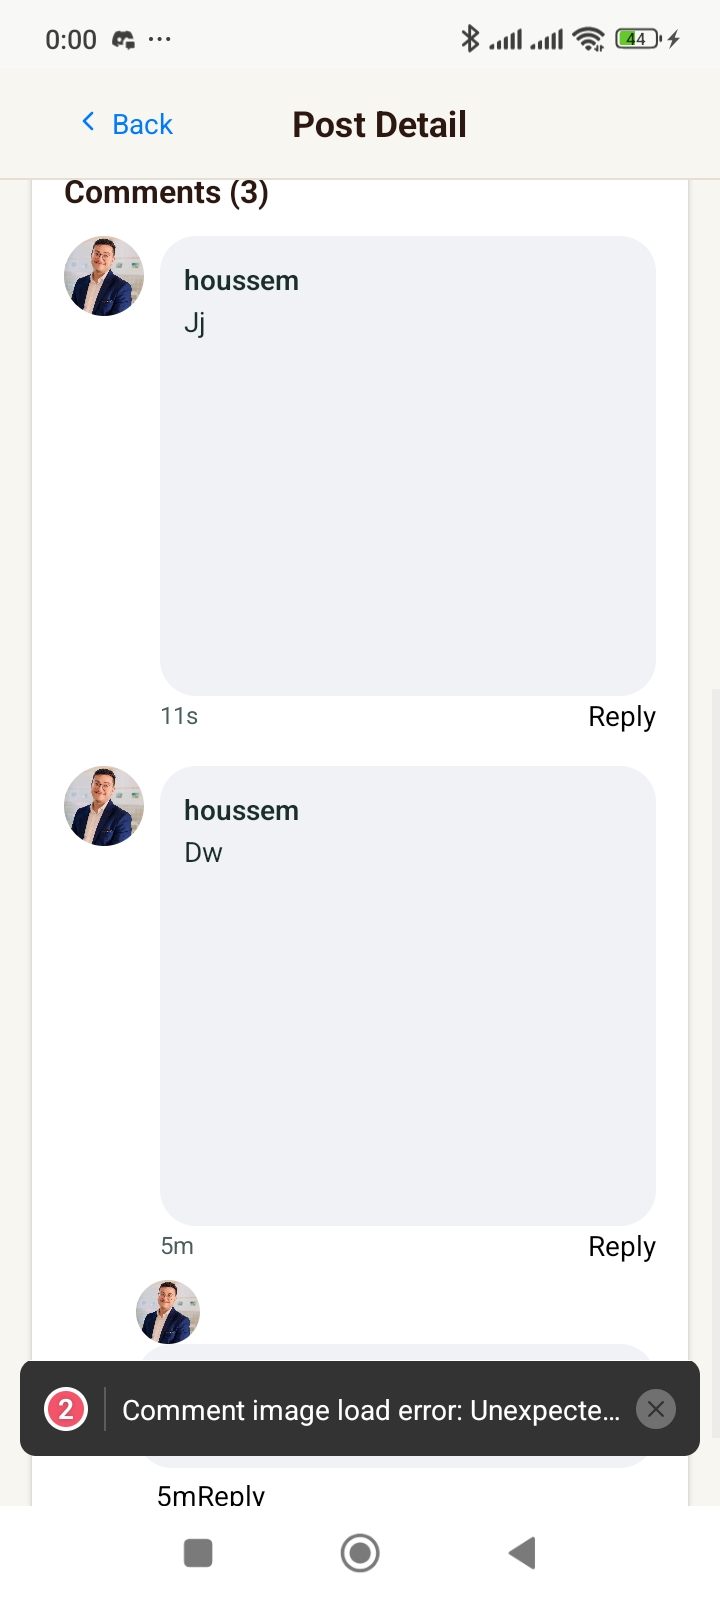 0:00 44
Back Post Detail
Comments (3)
houssem
Jj
11s Reply
houssem
Dw
5m Reply
2 Comment image load error: Unexpecte...
5mReply